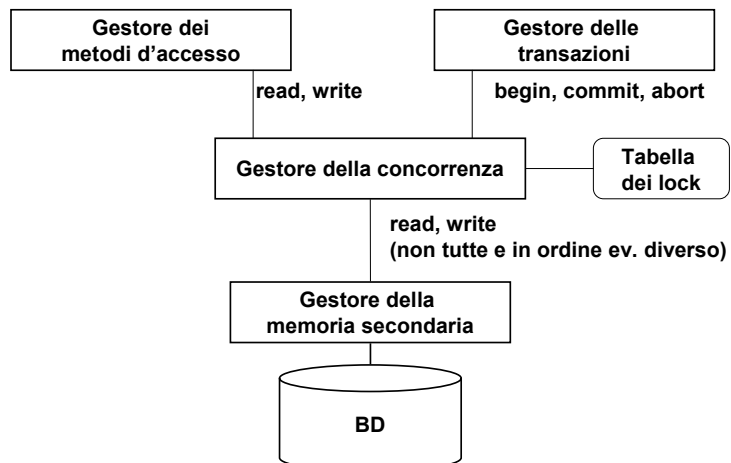 Gestore dei
metodi d'accesso
Gestore delle
transazioni
read, write
begin, commit, abort
Gestore della concorrenza
Tabella
dei lock
read, write
(non tutte e in ordine ev. diverso)
Gestore della
memoria secondaria
BD